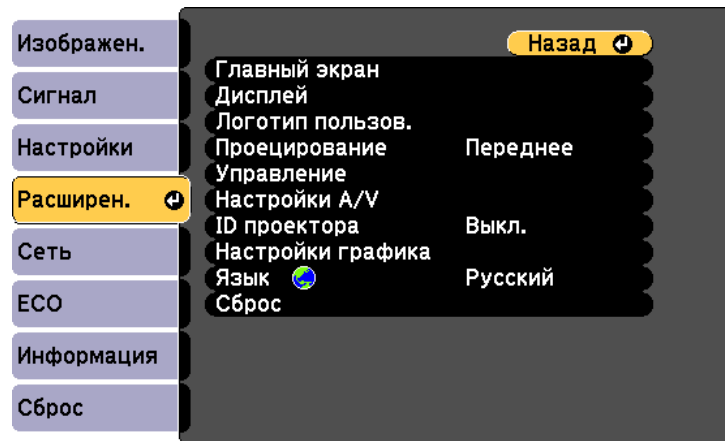 Изображен.
Сигнал
Настройки
Расширен.
Сеть
ECO
Информация
Сброс
Назад
Главный экран
Дисплей
Логотип пользов.
Проецирование Переднее
Управление
Настройки A/V
ID проектора Выкл.
Настройки графика
Язык Русский
Сброс